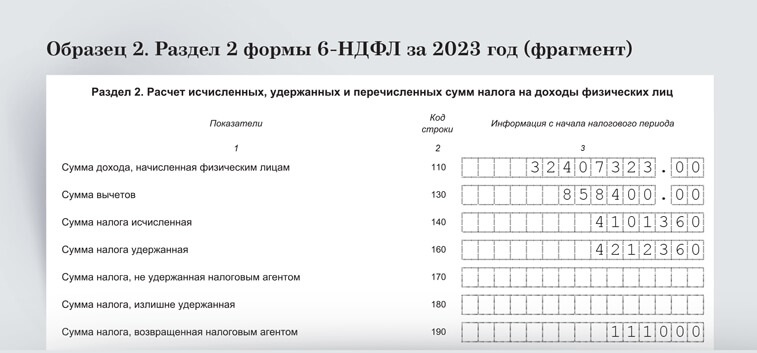 Образец 2. Раздел 2 формы 6-НДФЛ за 2023 год (фрагмент)
Раздел 2. Расчет исчисленных, удержанных и перечисленных сумм налога на доходы физических лиц
Показатели Код строки Информация с начала налогового периода
1 2 3
Сумма дохода, начисленная физическим лицам 110 32407323.00
Сумма вычетов 130 858400.00
Сумма налога исчисленная 140 4101360
Сумма налога удержанная 160 4212360
Сумма налога, не удержанная налоговым агентом 170
Сумма налога, излишне удержанная 180
Сумма налога, возвращенная налоговым агентом 190 111000